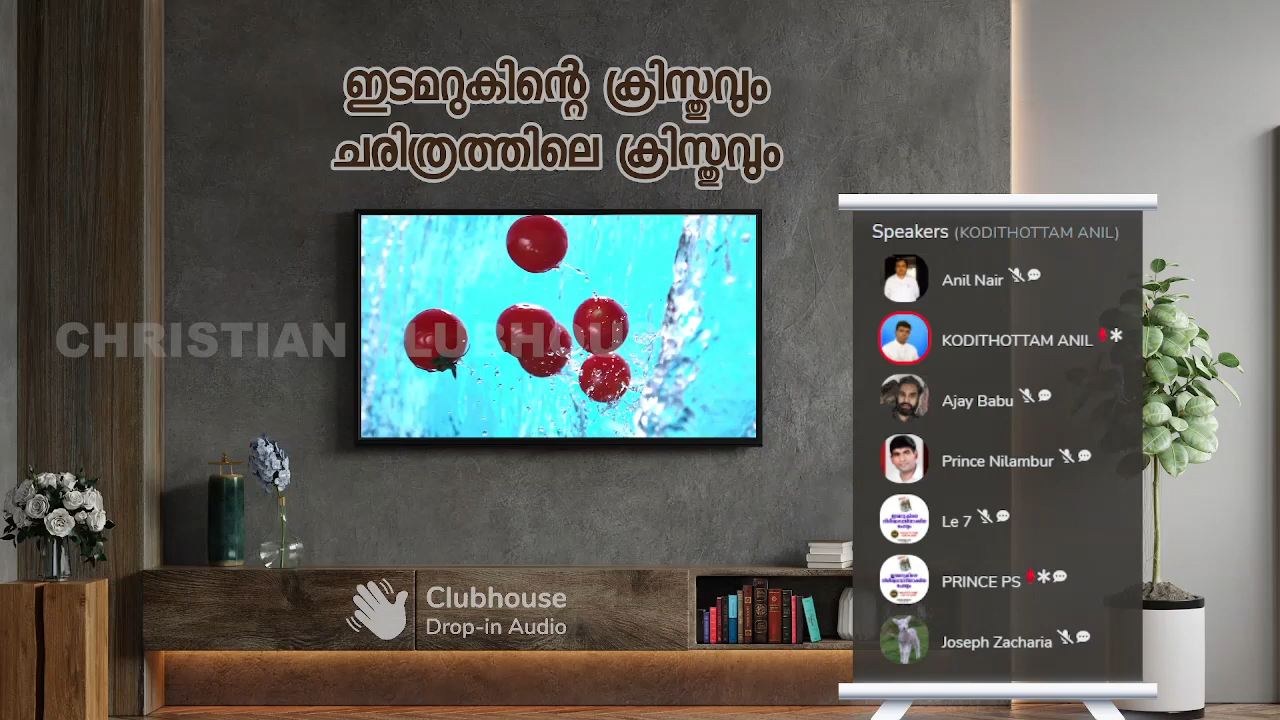 ഇടമറുകിന്റെ ക്രിസ്തുവും
ചരിത്രത്തിലെ ക്രിസ്തുവും
Speakers (KODITHOTTAM ANIL)
Anil Nair
KODITHOTTAM ANIL
CHRISTIAN CLUBHOUSE
Ajay Babu
Prince Nilambur
Le 7
PRINCE PS
Joseph Zacharia
Clubhouse
Drop-in Audio